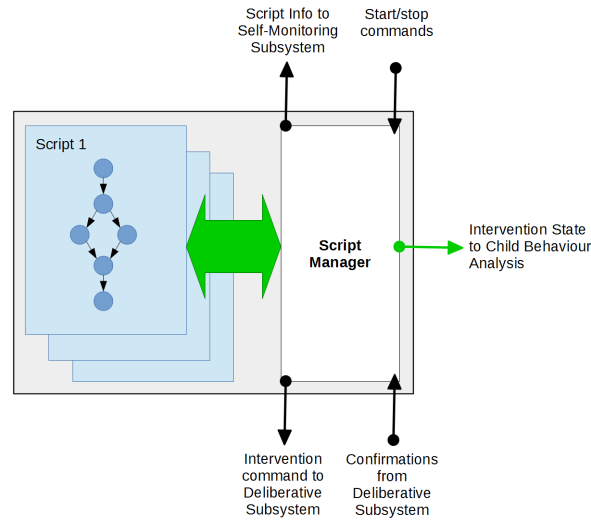 Script Info to
Self-Monitoring
Subsystem
Start/stop
commands
Script 1
Script
Manager
Intervention State
to Child Behaviour
Analysis
Intervention
command to
Deliberative
Subsystem
Confirmations
from
Deliberative
Subsystem